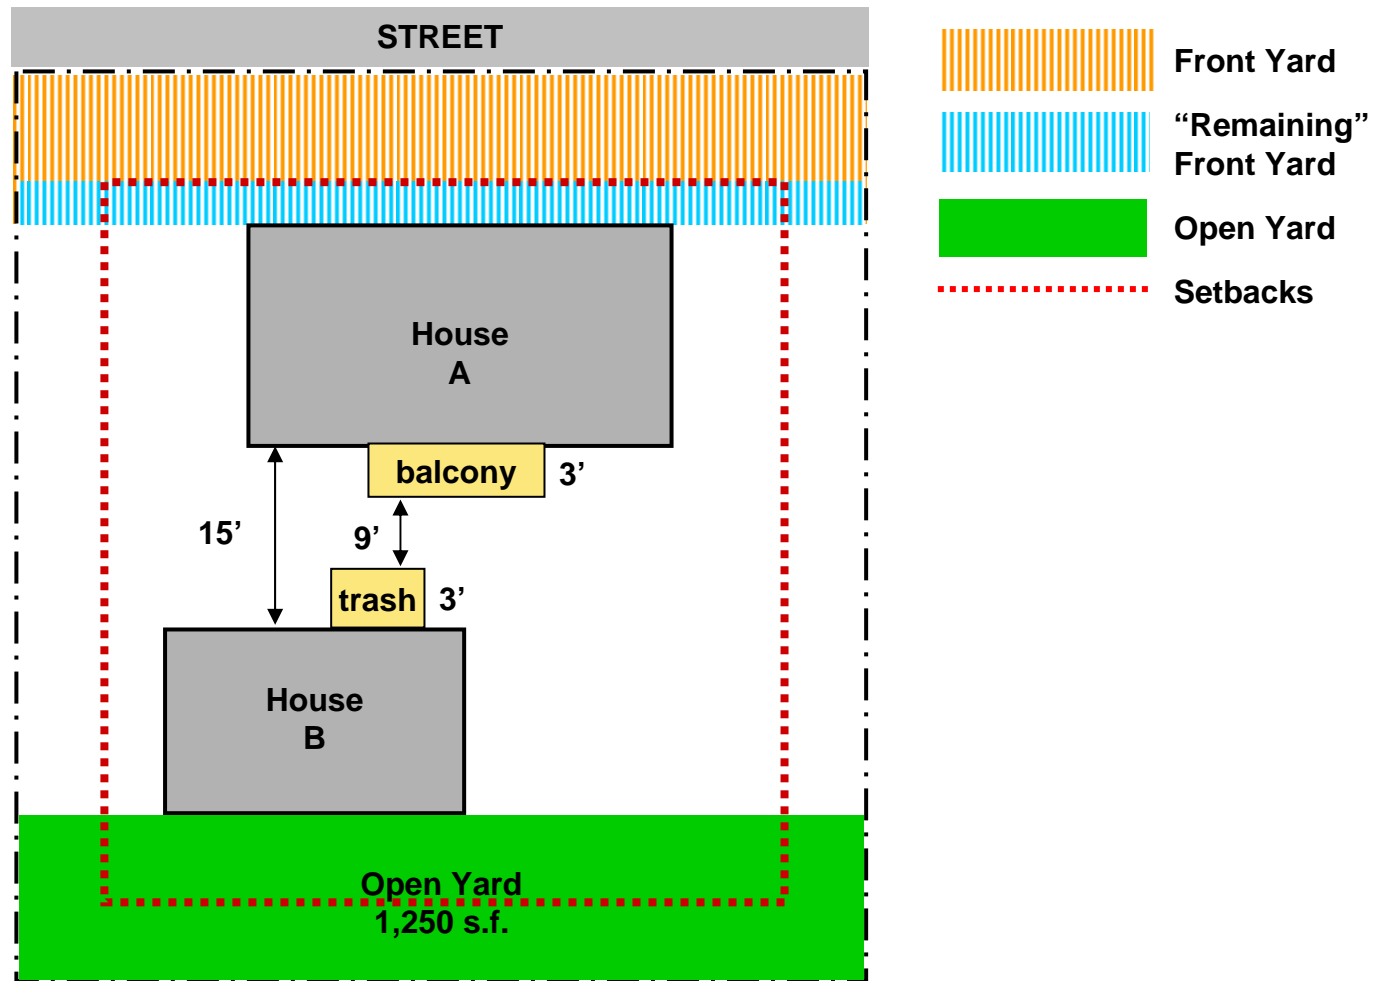 STREET
Front Yard
“Remaining”
Front Yard
Open Yard
Setbacks
House
A
balcony
3’
15’
9’
trash
3’
House
B
Open Yard
1,250 s.f.